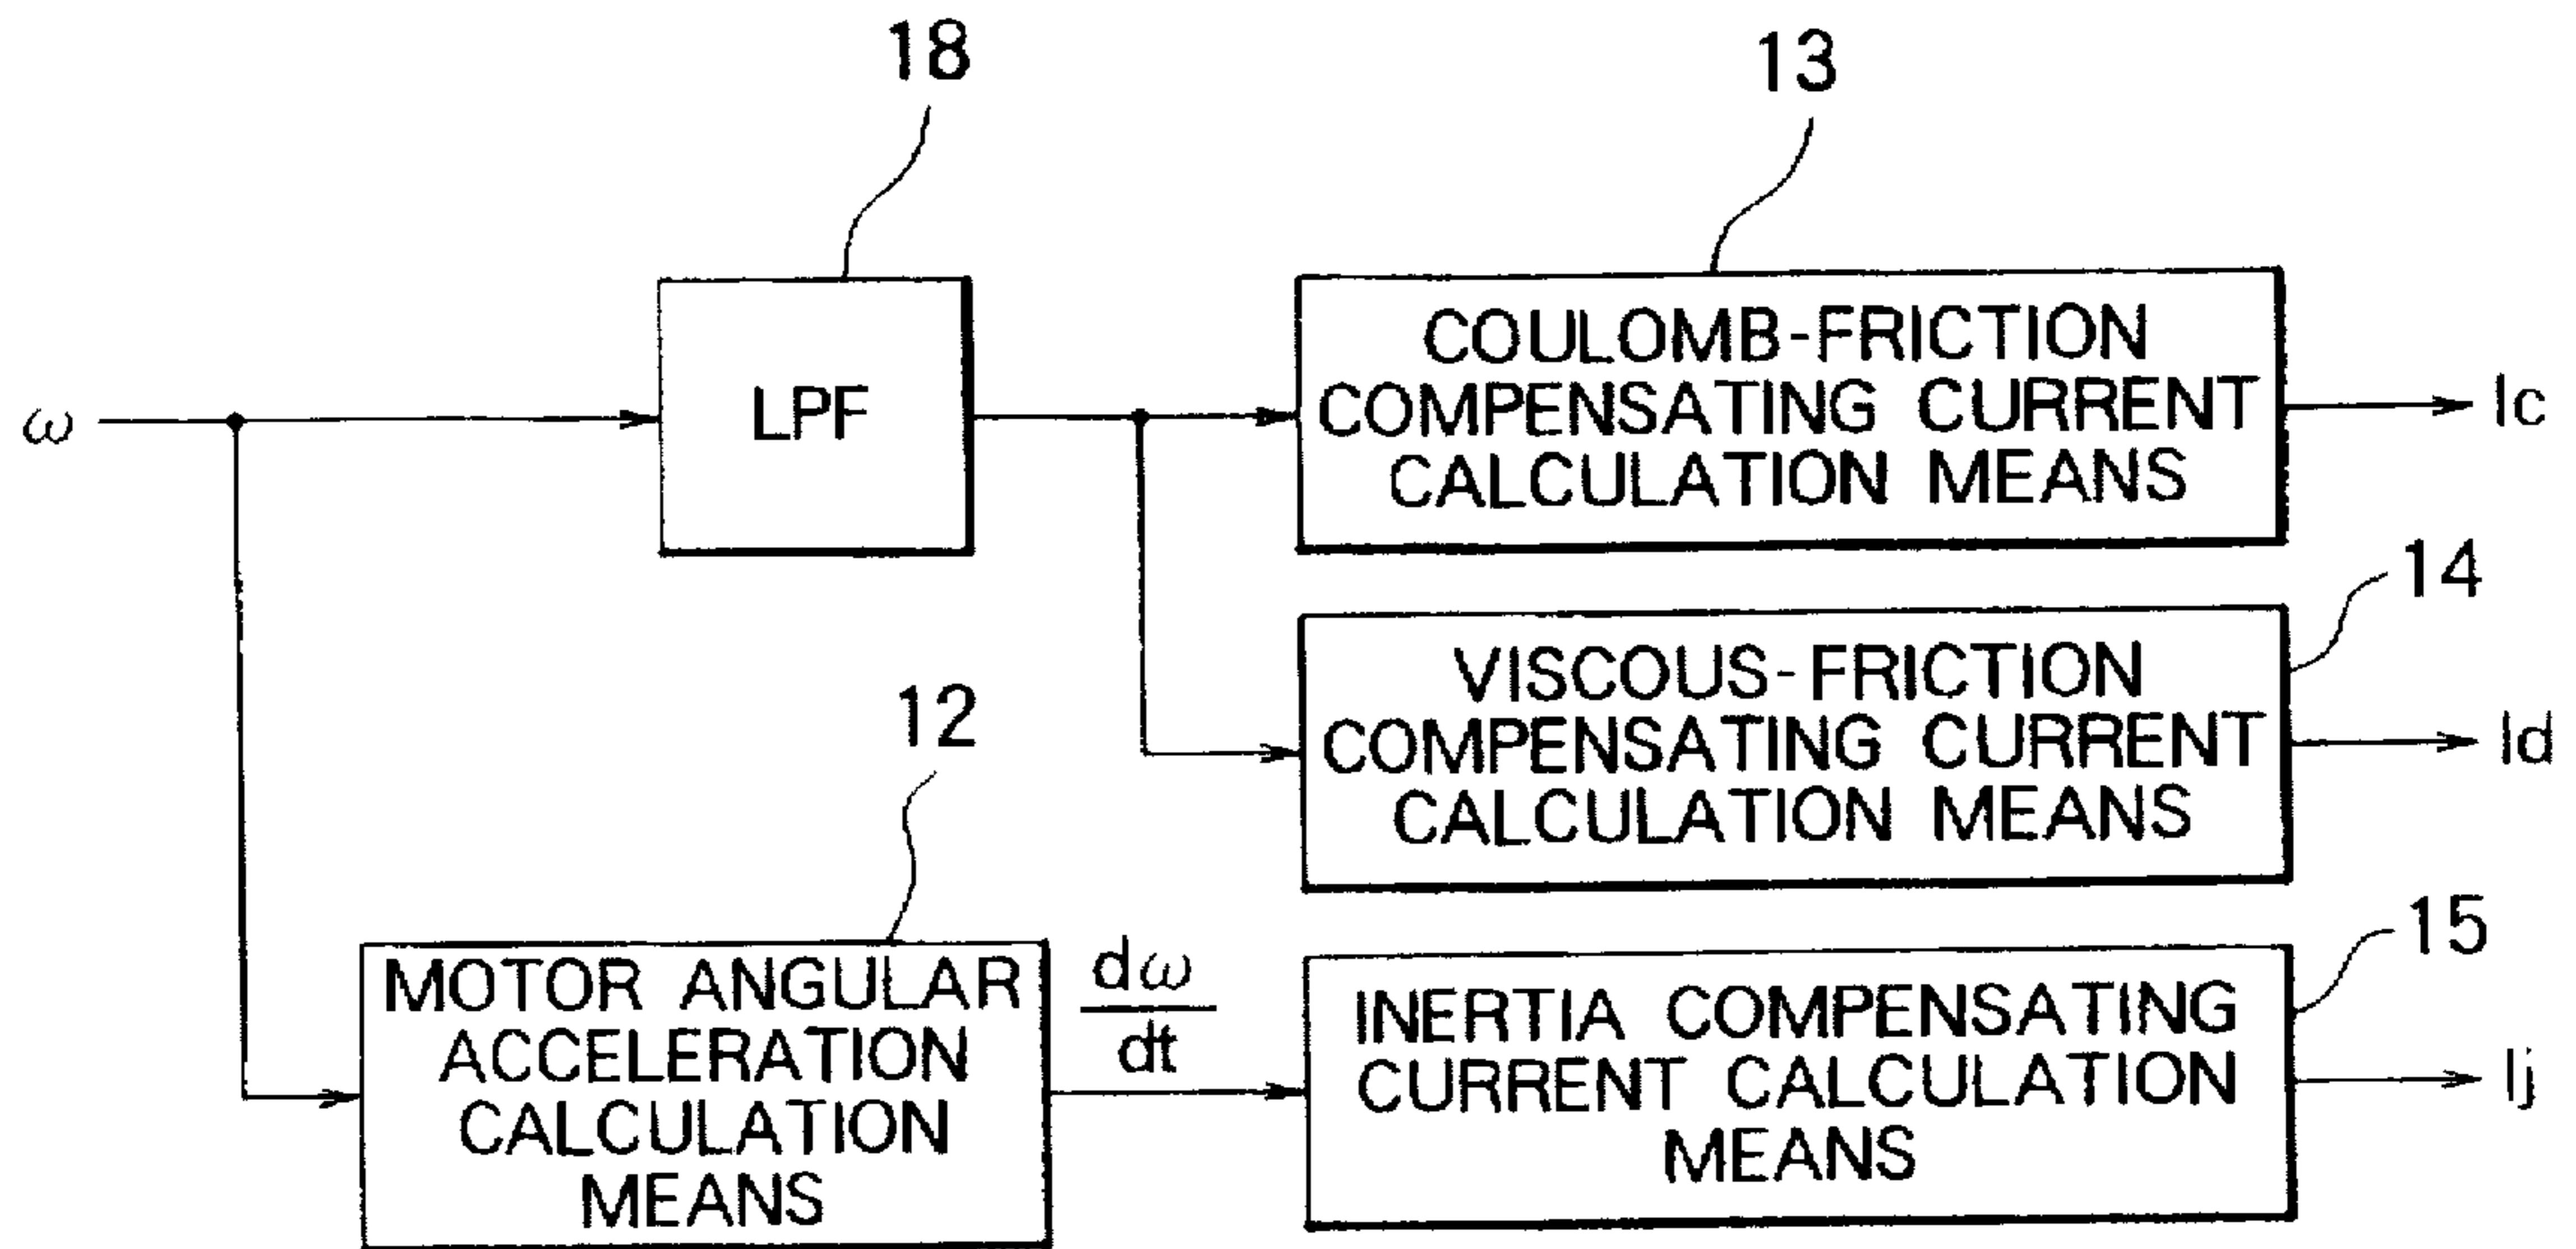 18
13
ω
LPF
COULOMB-FRICTION
COMPENSATING CURRENT
CALCULATION MEANS
Ic
14
VISCOUS-FRICTION
COMPENSATING CURRENT
CALCULATION MEANS
Id
12
MOTOR ANGULAR
ACCELERATION
CALCULATION
MEANS
dω
dt
15
INERTIA COMPENSATING
CURRENT CALCULATION
MEANS
Ij